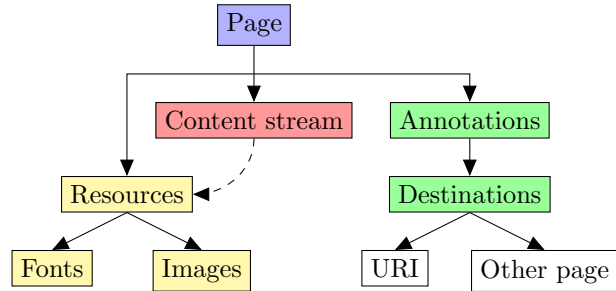 Page
Content stream
Annotations
Resources
Destinations
Fonts
Images
URI
Other page